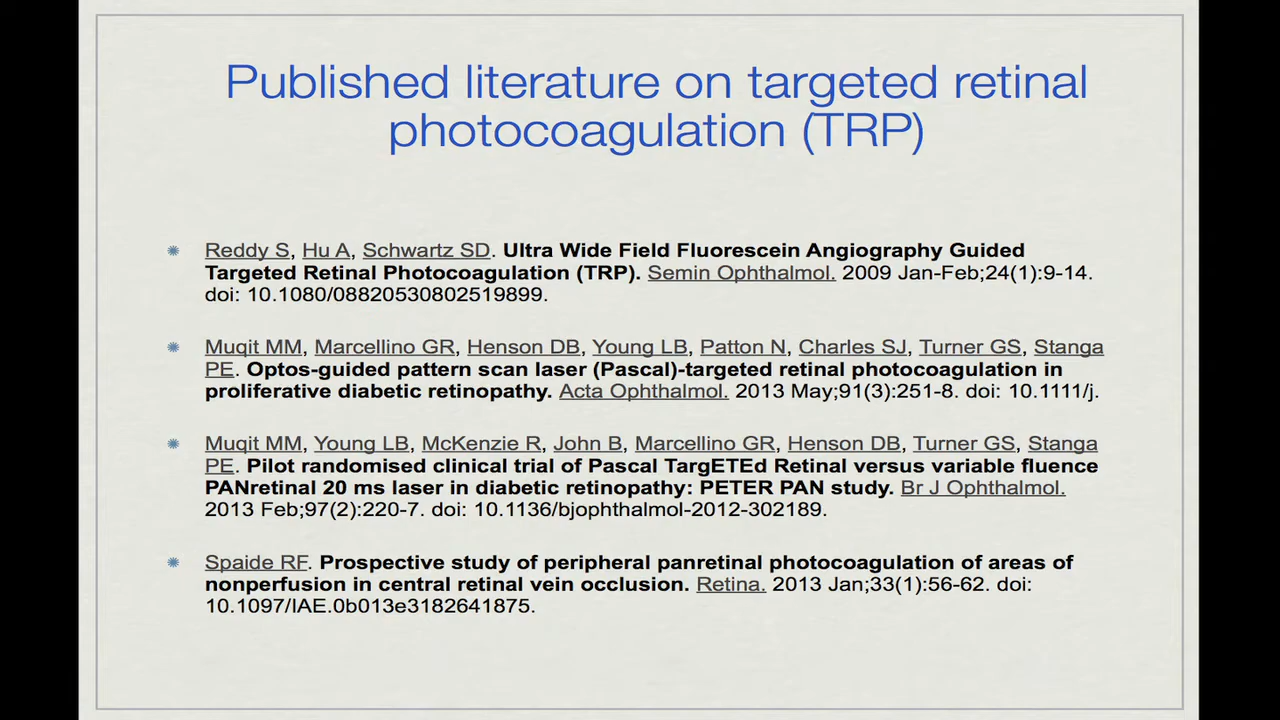 Published literature on targeted retinal
photocoagulation (TRP)
Reddy S, Hu A, Schwartz SD. Ultra Wide Field Fluorescein Angiography Guided
Targeted Retinal Photocoagulation (TRP). Semin Ophthalmol. 2009 Jan-Feb;24(1):9-14.
doi: 10.1080/08820530802519899.
Muqit MM, Marcellino GR, Henson DB, Young LB, Patton N, Charles SJ, Turner GS, Stanga
PE. Optos-guided pattern scan laser (Pascal)-targeted retinal photocoagulation in
proliferative diabetic retinopathy. Acta Ophthalmol. 2013 May;91(3):251-8. doi: 10.1111/j.
Muqit MM, Young LB, McKenzie R, John B, Marcellino GR, Henson DB, Turner GS, Stanga
PE. Pilot randomised clinical trial of Pascal TargETEd Retinal versus variable fluence
PANretinal 20 ms laser in diabetic retinopathy: PETER PAN study. Br J Ophthalmol.
2013 Feb;97(2):220-7. doi: 10.1136/bjophthalmol-2012-302189.
Spaide RF. Prospective study of peripheral panretinal photocoagulation of areas of
nonperfusion in central retinal vein occlusion. Retina. 2013 Jan;33(1):56-62. doi:
10.1097/IAE.0b013e3182641875.